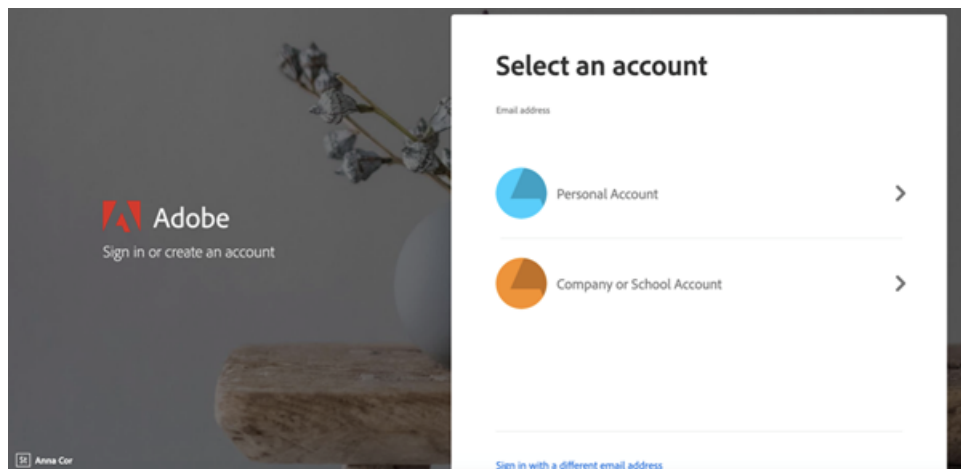 Adobe
Sign in or create an account
St Anna Cor
Select an account
Email address
Personal Account
Company or School Account
Sign in with a different email address